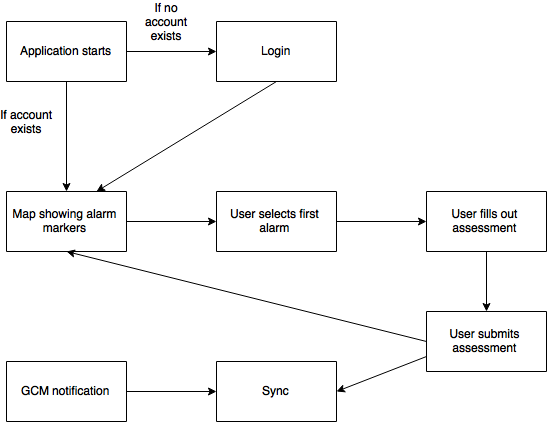 If no
account
exists
Application starts
Login
If account
exists
Map showing alarm
markers
User selects first
alarm
User fills out
assessment
User submits
assessment
GCM notification
Sync